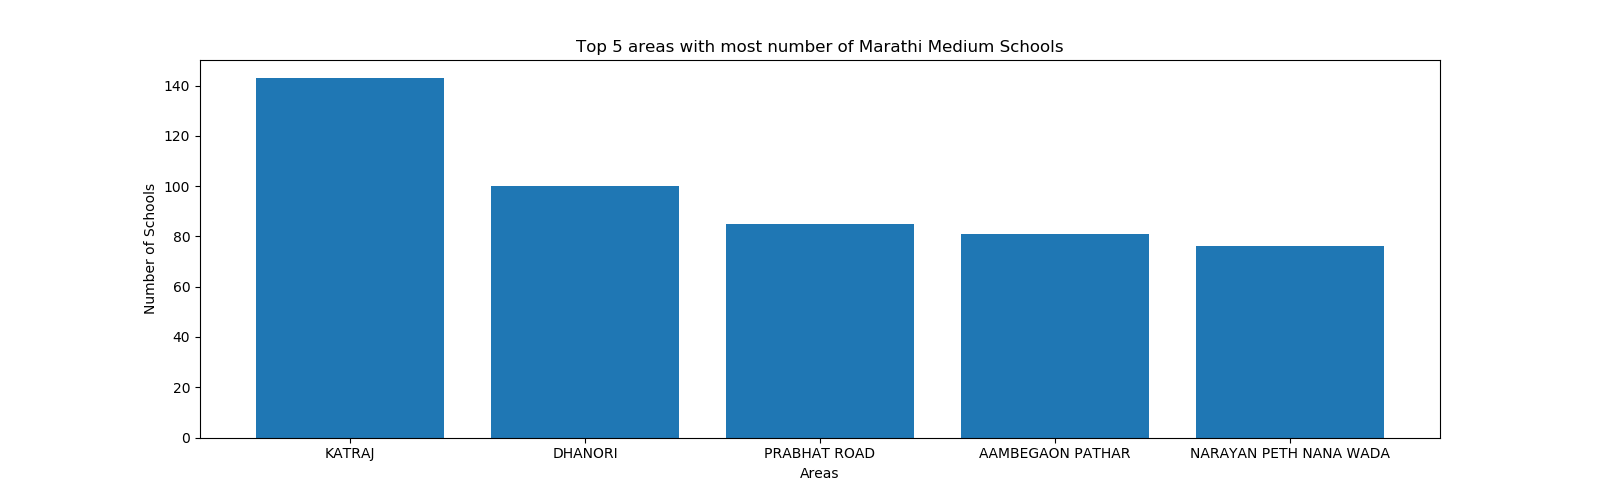 Top 5 areas with most number of Marathi Medium Schools
Number of Schools
140
120
100
80
60
40
20
0
KATRAJ DHANORI PRABHAT ROAD AAMBEGAON PATHAR NARAYAN PETH NANA WADA
Areas